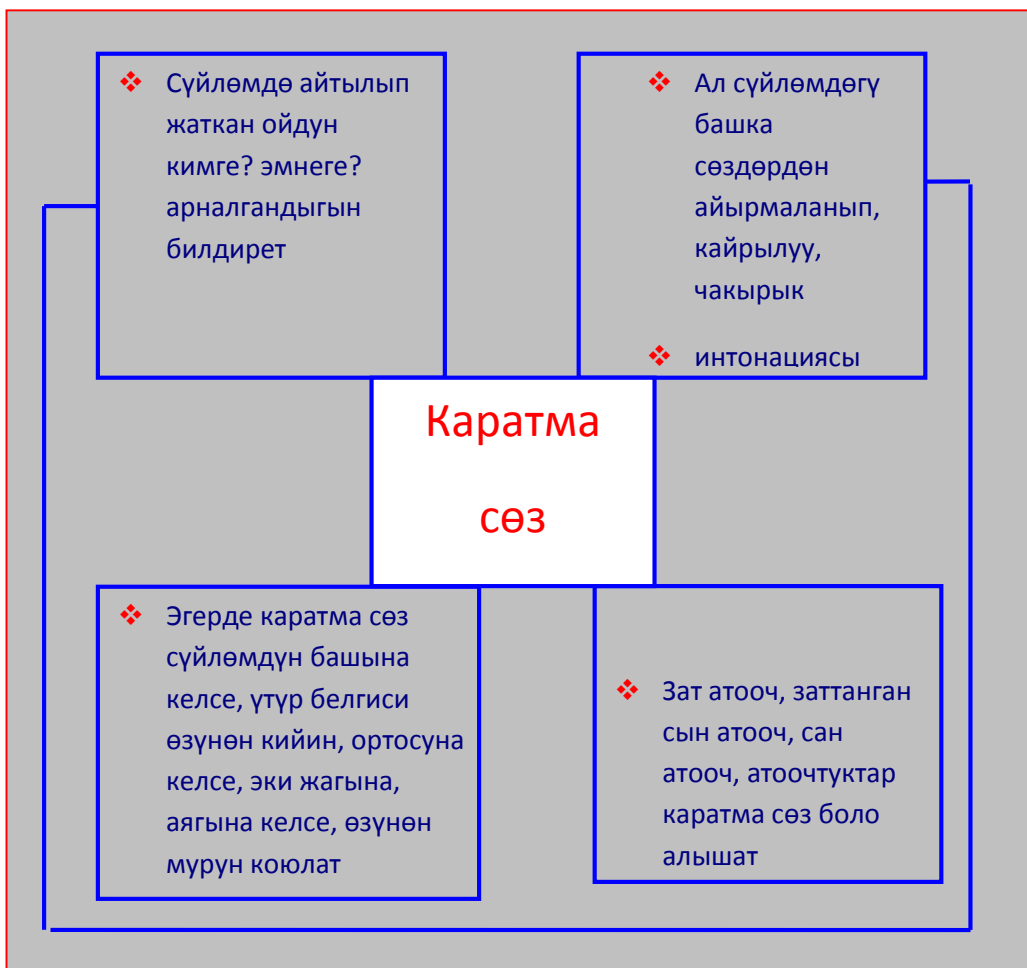 Сүйлөмдө айтылып
жаткан ойдун
кимге? эмнеге?
арналгандыгын
билдирет
Ал сүйлөмдөгү
башка
сөздөрдөн
айырмаланып,
кайрылуу,
чакырык
интонациясы
Каратма
сөз
Эгерде каратма сөз
сүйлөмдүн башына
келсе, үтүр белгиси
өзүнөн кийин, ортосуна
келсе, эки жагына,
аягына келсе, өзүнөн
мурун коюлат
Зат атооч, заттанган
сын атооч, сан
атооч, атоочтуктар
каратма сөз боло
алышат